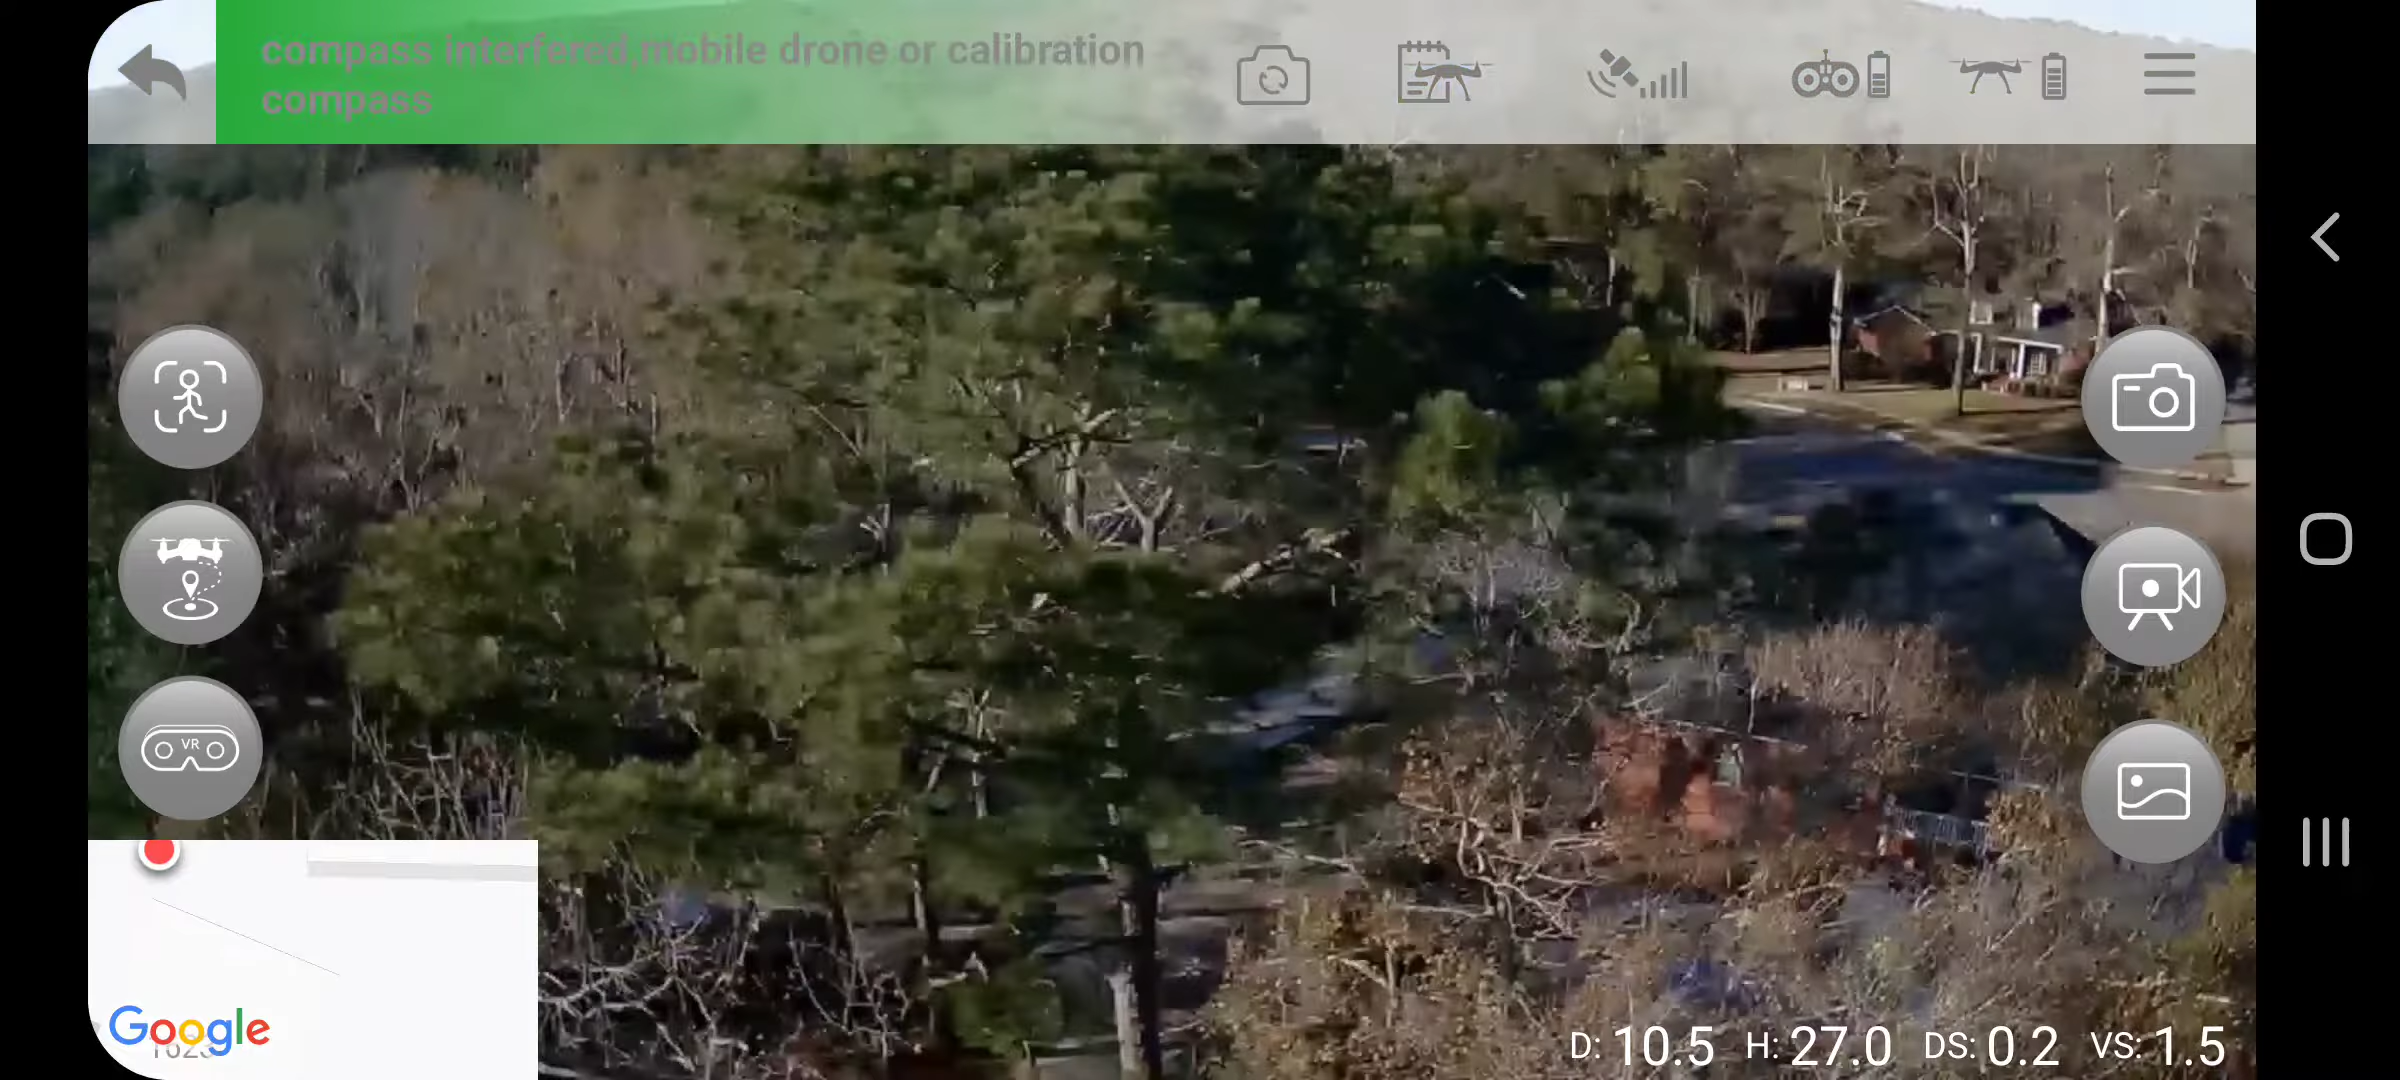 compass interfered,mobile drone or calibration
compass
VR
Google
D: 10.5 H: 27.0 DS: 0.2 VS: 1.5